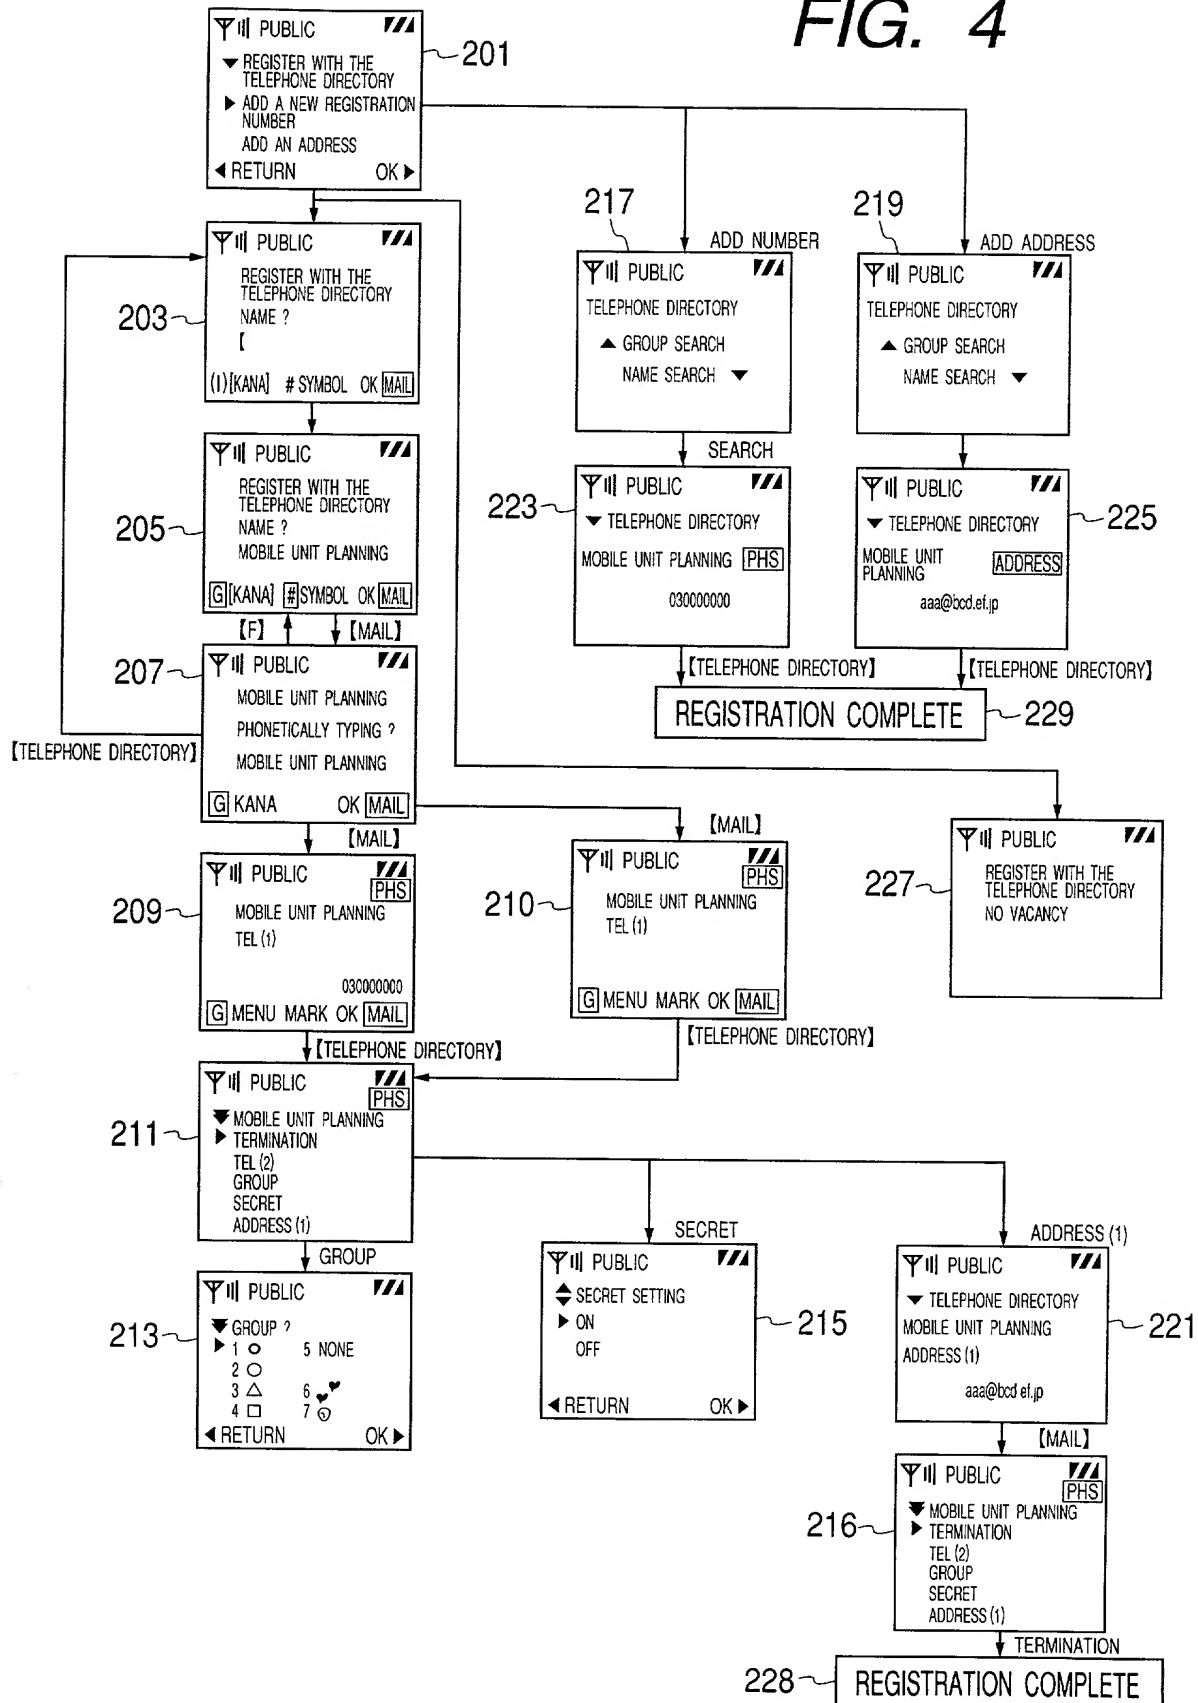 FIG. 4
PUBLIC
REGISTER WITH THE
TELEPHONE DIRECTORY
ADD A NEW REGISTRATION
NUMBER
ADD AN ADDRESS
RETURN OK
201
PUBLIC
REGISTER WITH THE
TELEPHONE DIRECTORY
NAME ?
[
(I)[KANA] # SYMBOL OK MAIL
203
217
ADD NUMBER
PUBLIC
TELEPHONE DIRECTORY
GROUP SEARCH
NAME SEARCH
219
ADD ADDRESS
PUBLIC
TELEPHONE DIRECTORY
GROUP SEARCH
NAME SEARCH
PUBLIC
REGISTER WITH THE
TELEPHONE DIRECTORY
NAME ?
MOBILE UNIT PLANNING
G [KANA] # SYMBOL OK MAIL
205
SEARCH
PUBLIC
TELEPHONE DIRECTORY
MOBILE UNIT PLANNING PHS
030000000
223
PUBLIC
TELEPHONE DIRECTORY
MOBILE UNIT
PLANNING
ADDRESS
aaa@bcd.ef.jp
225
【F】
【MAIL】
207
PUBLIC
MOBILE UNIT PLANNING
PHONETICALLY TYPING ?
MOBILE UNIT PLANNING
G KANA OK MAIL
【TELEPHONE DIRECTORY】
【TELEPHONE DIRECTORY】
【TELEPHONE DIRECTORY】
REGISTRATION COMPLETE
229
【MAIL】
【MAIL】
PUBLIC
PHS
MOBILE UNIT PLANNING
TEL (1)
030000000
G MENU MARK OK MAIL
209
PUBLIC
PHS
MOBILE UNIT PLANNING
TEL (1)
G MENU MARK OK MAIL
210
PUBLIC
REGISTER WITH THE
TELEPHONE DIRECTORY
NO VACANCY
227
【TELEPHONE DIRECTORY】
【TELEPHONE DIRECTORY】
PUBLIC
PHS
MOBILE UNIT PLANNING
TERMINATION
TEL (2)
GROUP
SECRET
ADDRESS (1)
211
GROUP
SECRET
ADDRESS (1)
PUBLIC
GROUP ?
1 5 NONE
2
3 6
4 7
RETURN OK
213
PUBLIC
SECRET SETTING
ON
OFF
RETURN OK
215
PUBLIC
TELEPHONE DIRECTORY
MOBILE UNIT PLANNING
ADDRESS (1)
aaa@bcd ef.jp
221
【MAIL】
PUBLIC
PHS
MOBILE UNIT PLANNING
TERMINATION
TEL (2)
GROUP
SECRET
ADDRESS (1)
216
TERMINATION
REGISTRATION COMPLETE
228